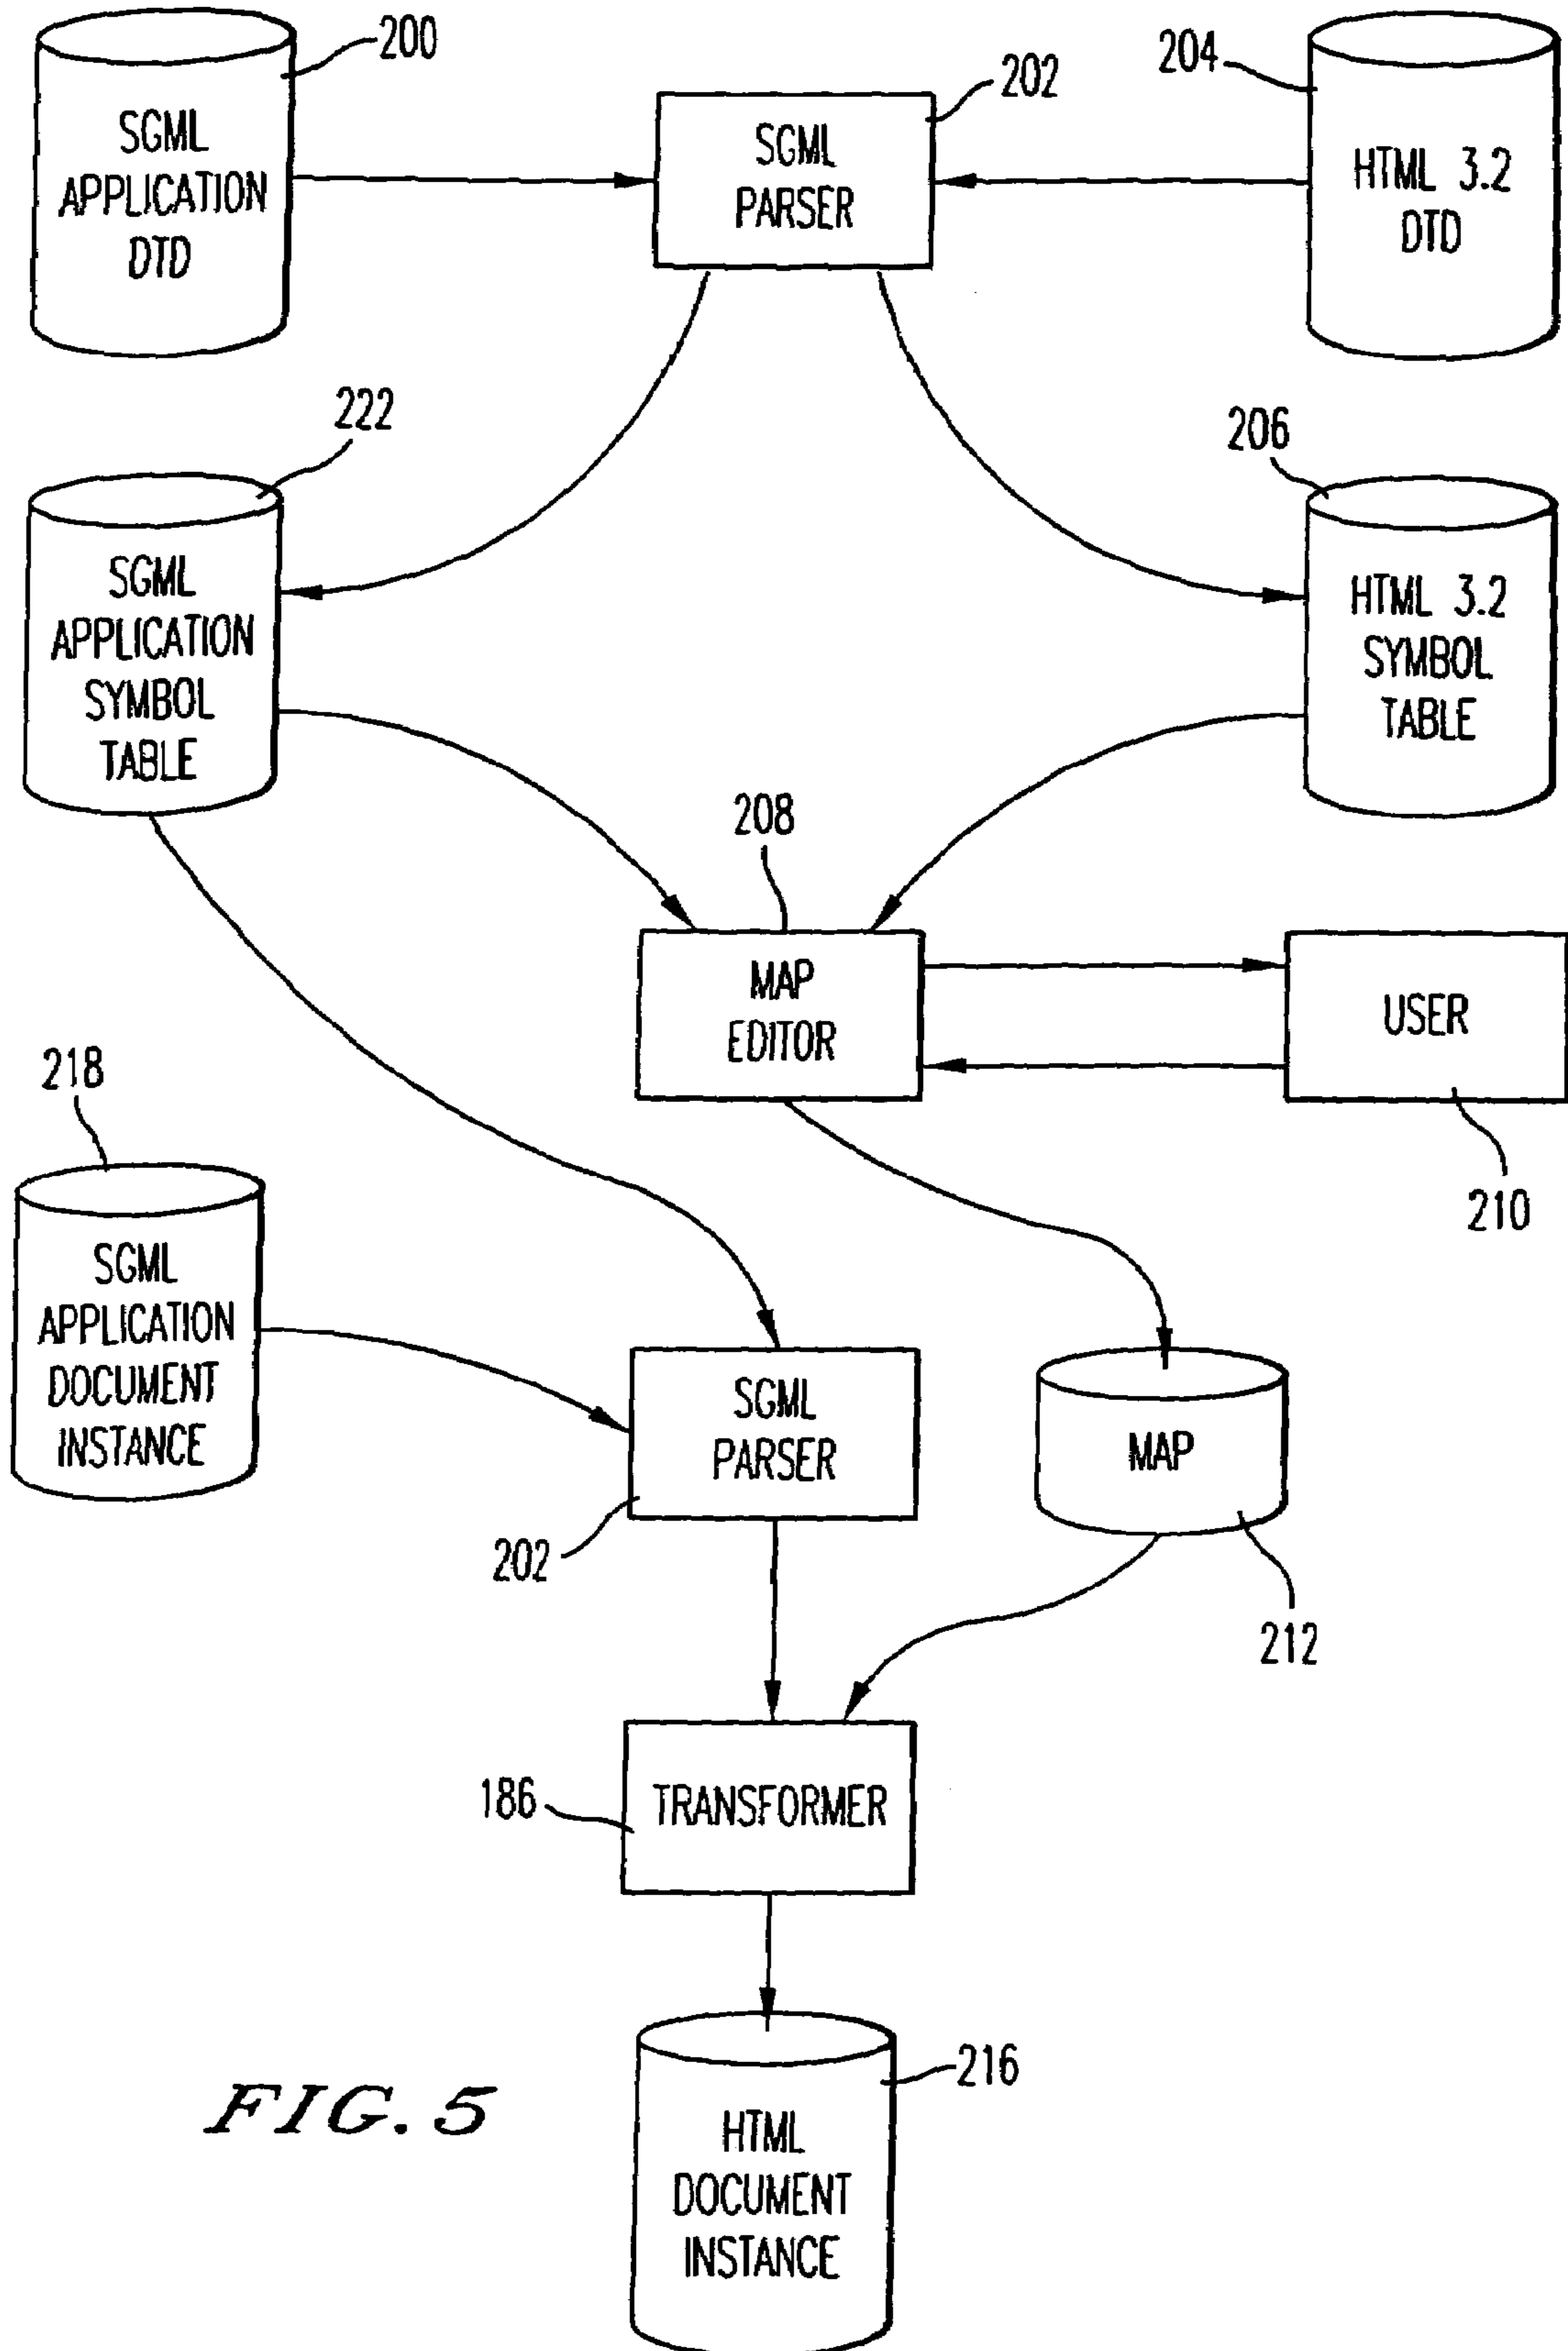 200
SGML
APPLICATION
DTD
202
SGML
PARSER
204
HTML 3.2
DTD
222
SGML
APPLICATION
SYMBOL
TABLE
206
HTML 3.2
SYMBOL
TABLE
208
MAP
EDITOR
USER
210
218
SGML
APPLICATION
DOCUMENT
INSTANCE
SGML
PARSER
202
MAP
212
186
TRANSFORMER
216
HTML
DOCUMENT
INSTANCE
FIG. 5